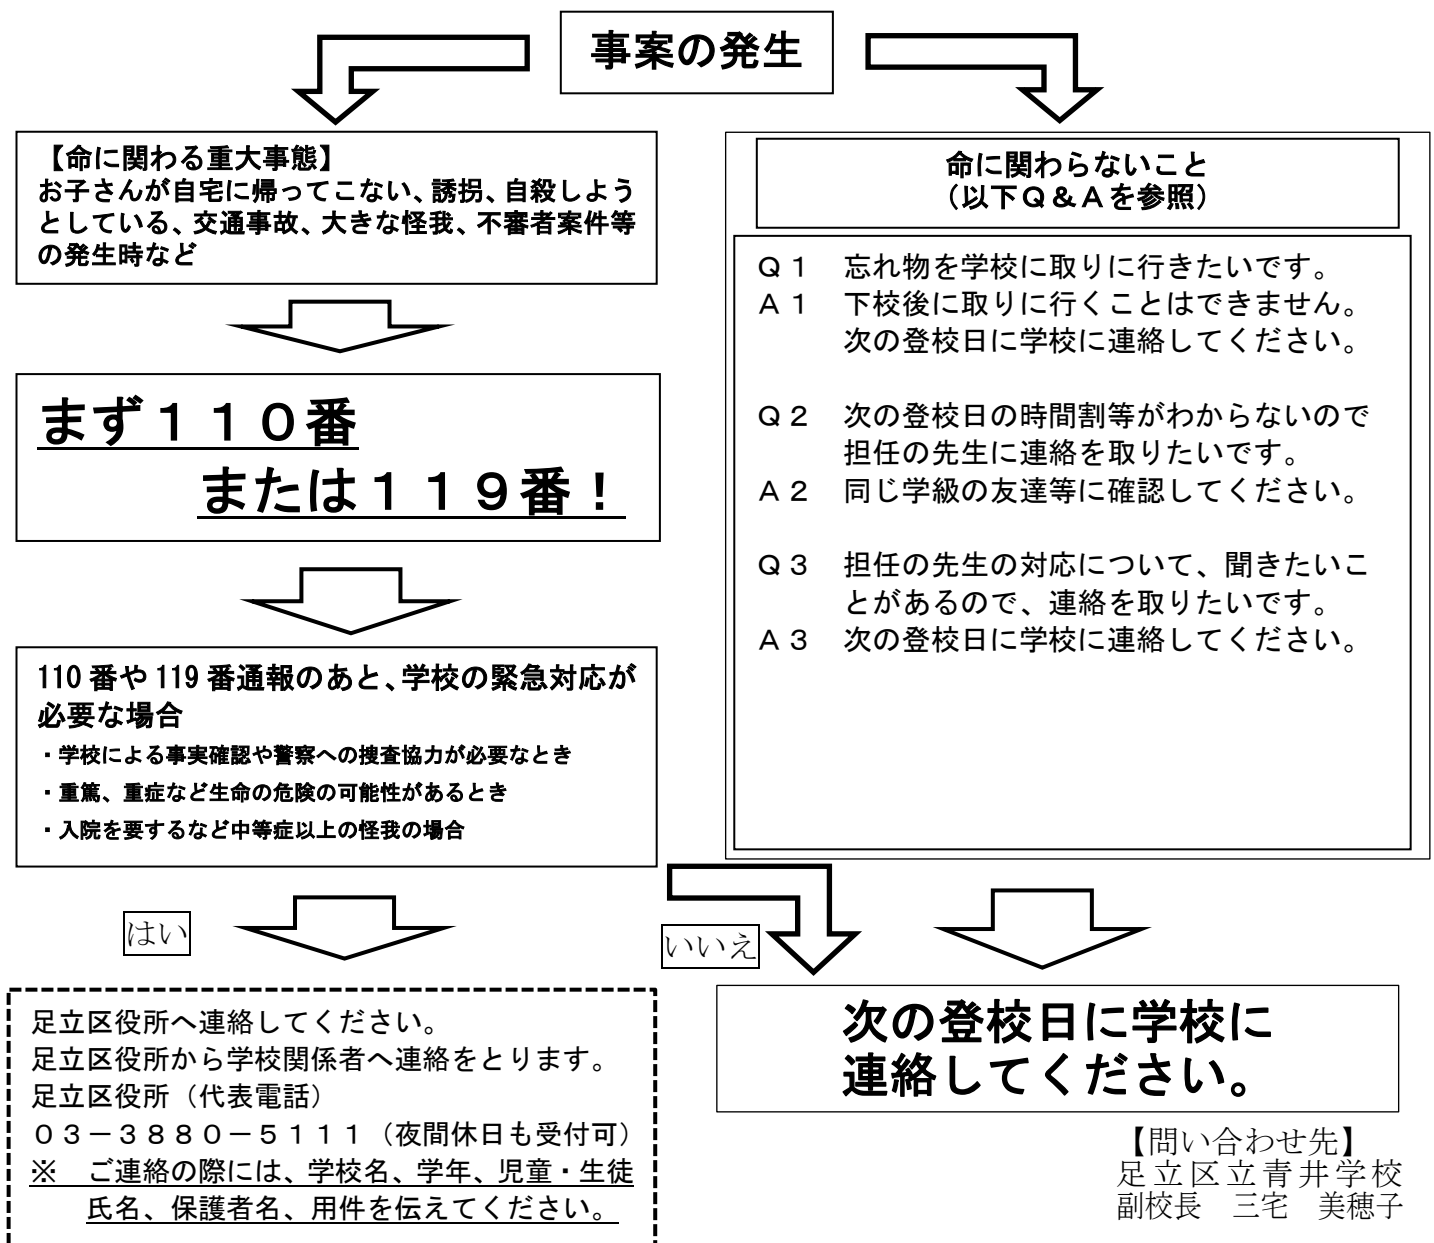 事案の発生
【命に関わる重大事態】
お子さんが自宅に帰ってこない、誘拐、自殺しよう
としている、交通事故、大きな怪我、不審者案件等
の発生時など
まず１１０番
または１１９番！
110番や119番通報のあと、学校の緊急対応が
必要な場合
・学校による事実確認や警察への捜査協力が必要なとき
・重篤、重症など生命の危険の可能性があるとき
・入院を要するなど中等症以上の怪我の場合
はい
いいえ
足立区役所へ連絡してください。
足立区役所から学校関係者へ連絡をとります。
足立区役所（代表電話）
０３－３８８０－５１１１（夜間休日も受付可）
※　ご連絡の際には、学校名、学年、児童・生徒
氏名、保護者名、用件を伝えてください。
命に関わらないこと
（以下Ｑ＆Ａを参照）
Ｑ１　忘れ物を学校に取りに行きたいです。
Ａ１　下校後に取りに行くことはできません。
次の登校日に学校に連絡してください。
Ｑ２　次の登校日の時間割等がわからないので
担任の先生に連絡を取りたいです。
Ａ２　同じ学級の友達等に確認してください。
Ｑ３　担任の先生の対応について、聞きたいこ
とがあるので、連絡を取りたいです。
Ａ３　次の登校日に学校に連絡してください。
次の登校日に学校に
連絡してください。
【問い合わせ先】
足立区立青井学校
副校長　三宅　美穂子